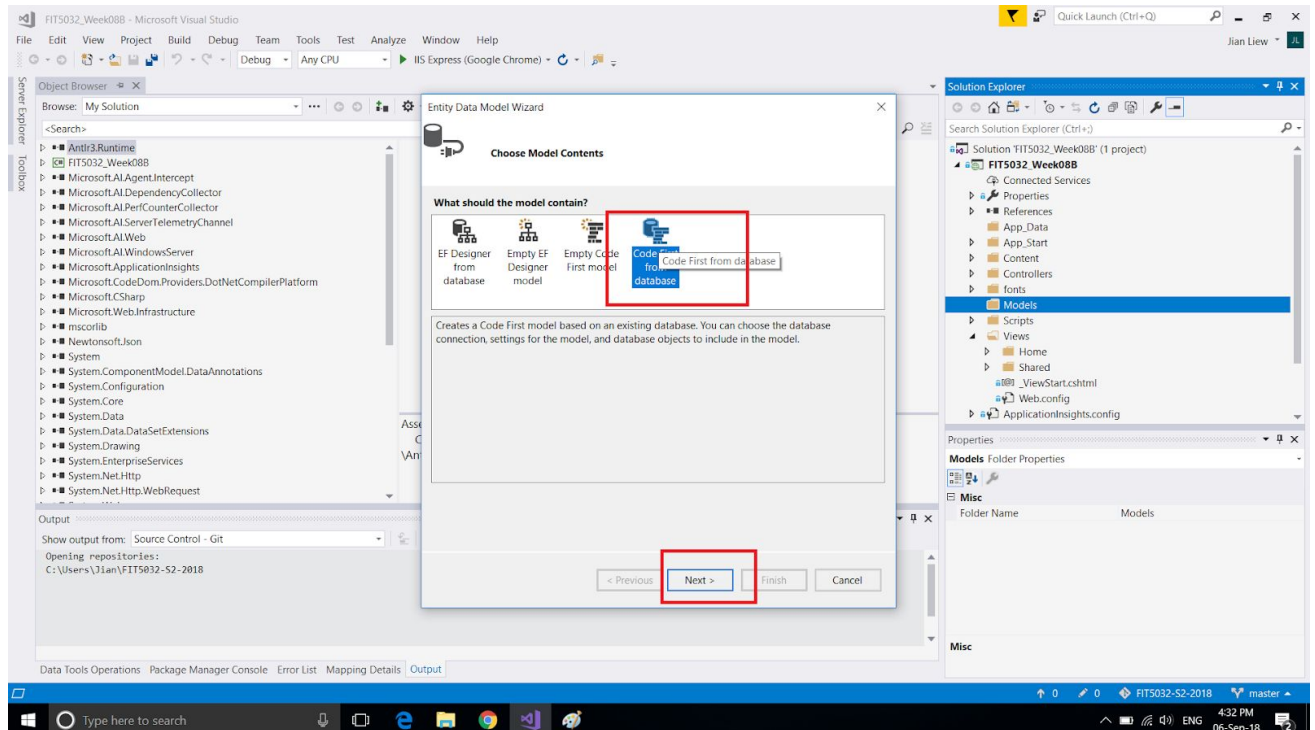 FIT5032_Week08B - Microsoft Visual Studio
Quick Launch (Ctrl+Q)
File Edit View Project Build Debug Team Tools Test Analyze Window Help
Jian Liew JL
Debug Any CPU IIS Express (Google Chrome)
Server Explorer
Toolbox
Object Browser
Browse: My Solution
<Search>
Antlr3.Runtime
FIT5032_Week08B
Microsoft.AI.Agent.Intercept
Microsoft.AI.DependencyCollector
Microsoft.AI.PerfCounterCollector
Microsoft.AI.ServerTelemetryChannel
Microsoft.AI.Web
Microsoft.AI.WindowsServer
Microsoft.ApplicationInsights
Microsoft.CodeDom.Providers.DotNetCompilerPlatform
Microsoft.CSharp
Microsoft.Web.Infrastructure
mscorlib
Newtonsoft.Json
System
System.ComponentModel.DataAnnotations
System.Configuration
System.Core
System.Data
System.Data.DataSetExtensions
System.Drawing
System.EnterpriseServices
System.Net.Http
System.Net.Http.WebRequest
Asse
C
\An
Entity Data Model Wizard
Choose Model Contents
What should the model contain?
EF Designer from database
Empty EF Designer model
Empty Code First model
Code First from database
Code First from database
Creates a Code First model based on an existing database. You can choose the database
connection, settings for the model, and database objects to include in the model.
< Previous Next > Finish Cancel
Solution Explorer
Search Solution Explorer (Ctrl+;)
Solution 'FIT5032_Week08B' (1 project)
FIT5032_Week08B
Connected Services
Properties
References
App_Data
App_Start
Content
Controllers
fonts
Models
Scripts
Views
Home
Shared
_ViewStart.cshtml
Web.config
ApplicationInsights.config
Properties
Models Folder Properties
Misc
Folder Name Models
Misc
Output
Show output from: Source Control - Git
Opening repositories:
C:\Users\Jian\FIT5032-S2-2018
Data Tools Operations Package Manager Console Error List Mapping Details Output
0 0 FIT5032-S2-2018 master
Type here to search
ENG
4:32 PM
06-Sep-18
2